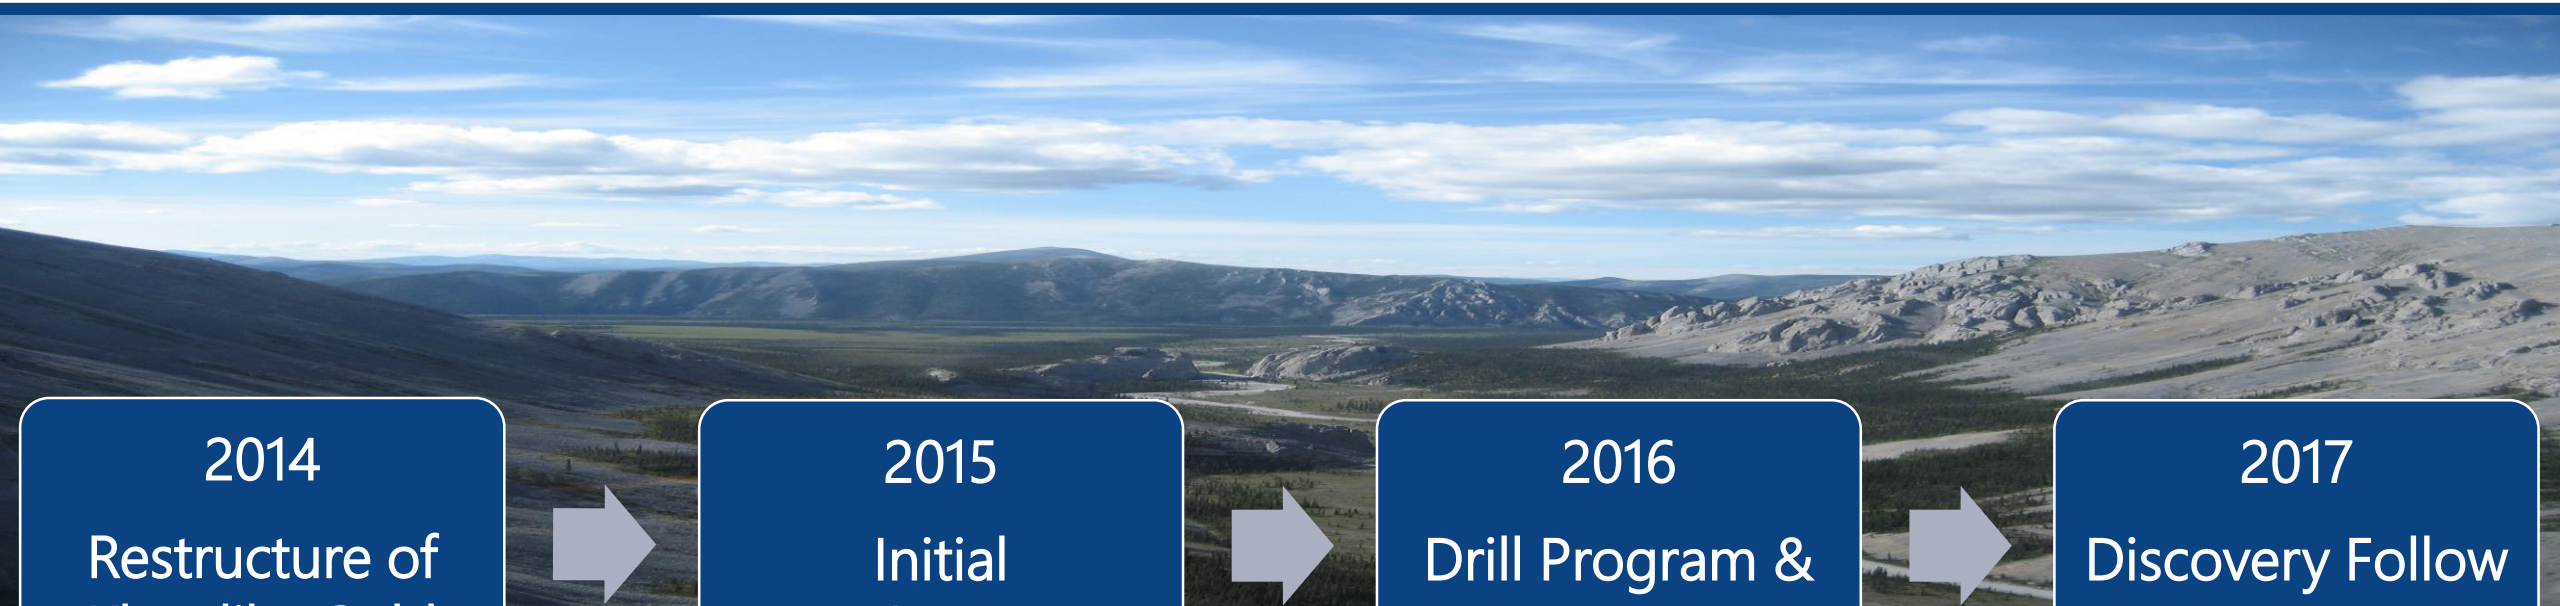 2014
Restructure of
2015
Initial
2016
Drill Program &
2017
Discovery Follow